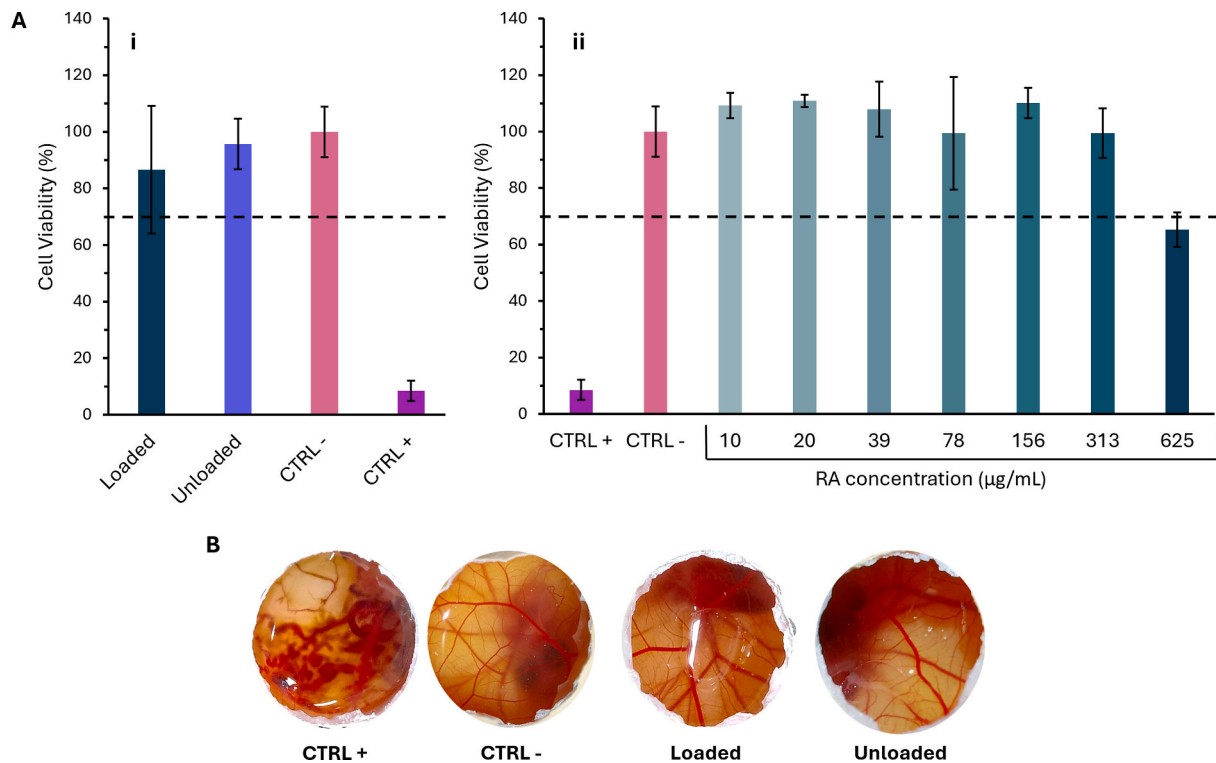 A
i
140
120
100
80
60
40
20
0
Cell Viability (%)
Loaded
Unloaded
CTRL -
CTRL +
ii
140
120
100
80
60
40
20
0
Cell Viability (%)
CTRL + CTRL - 10 20 39 78 156 313 625
RA concentration (µg/mL)
B
CTRL + CTRL - Loaded Unloaded